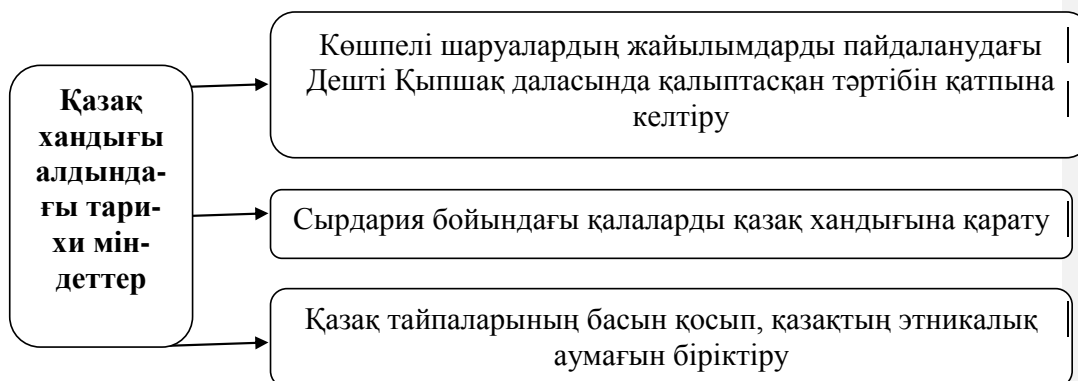 Қазақ
хандығы
алдында-
ғы тари-
хи мін-
деттер
Көшпелі шаруалардың жайылымдарды пайдаланудағы
Дешті Қыпшақ даласында қалыптасқан тәртібін қатпына
келтіру
Сырдария бойындағы қалаларды қазақ хандығына қарату
Қазақ тайпаларының басын қосып, қазақтың этникалық
аумағын біріктіру